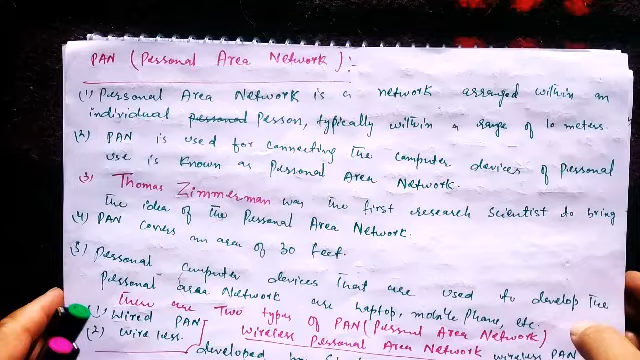 PAN (Personal Area Network):
(1) Personal Area Network is a network arranged within an
individual person, typically within a range of 10 meters.
(2) PAN is used for connecting the computer devices of personal
use is known as Personal Area Network.
3) Thomas Zimmerman was the first research scientist to bring
the idea of the Personal Area Network.
(4) PAN covers an area of 30 feet.
(5) Personal computer devices that are used to develop the
personal area Network are laptop, mobile phone, etc.
There are Two types of PAN (Personal Area Network)
(1) Wired PAN
(2) Wireless.
Wireless Personal Area Network
developed wireless PAN